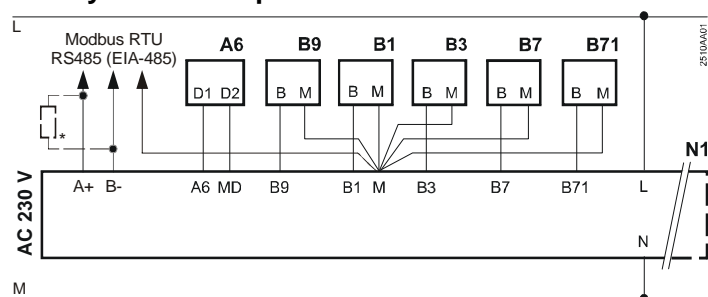 L
Modbus RTU
RS485 (EIA-485)
A6 B9 B1 B3 B7 B71
2510AA01
D1 D2 B M B M B M B M B M
*
N1
A+ B- A6 MD B9 B1 M B3 B7 B71 L
AC 230 V
N
M